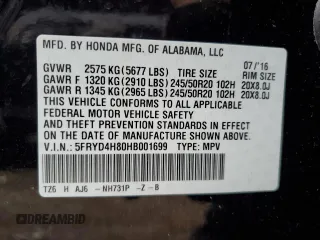 MFD. BY HONDA MFG. OF ALABAMA, LLC
07/'16
GVWR 2575 KG(5677 LBS) TIRE SIZE RIM SIZE
GAWR F 1320 KG(2910 LBS) 245/50R20 102H 20X8.0J
GAWR R 1345 KG(2965 LBS) 245/50R20 102H 20X8.0J
THIS VEHICLE CONFORMS TO ALL APPLICABLE
FEDERAL MOTOR VEHICLE SAFETY AND
THEFT PREVENTION STANDARDS IN EFFECT ON THE
DATE OF MANUFACTURE SHOWN ABOVE.
V.I.N.: 5FRYD4H80HB001699 TYPE: MPV
TZ6 H AJ6 -NH731P -Z-B
AUTOBIDMASTER